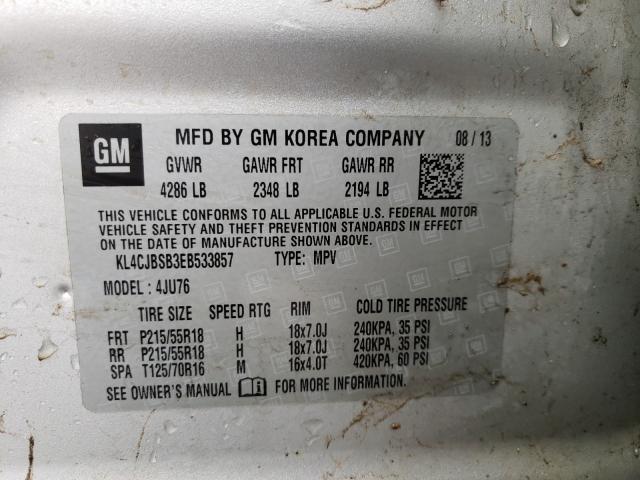 GM MFD BY GM KOREA COMPANY 08/13
GVWR GAWR FRT GAWR RR
4286 LB 2348 LB 2194 LB
THIS VEHICLE CONFORMS TO ALL APPLICABLE U.S. FEDERAL MOTOR
VEHICLE SAFETY AND THEFT PREVENTION STANDARDS IN EFFECT
ON THE DATE OF MANUFACTURE SHOWN ABOVE.
KL4CJBSB3EB533857 TYPE: MPV
MODEL : 4JU76
TIRE SIZE SPEED RTG RIM COLD TIRE PRESSURE
FRT P215/55R18 H 18x7.0J 240KPA, 35 PSI
RR P215/55R18 H 18x7.0J 240KPA, 35 PSI
SPA T125/70R16 M 16x4.0T 420KPA, 60 PSI
SEE OWNER'S MANUAL FOR MORE INFORMATION.